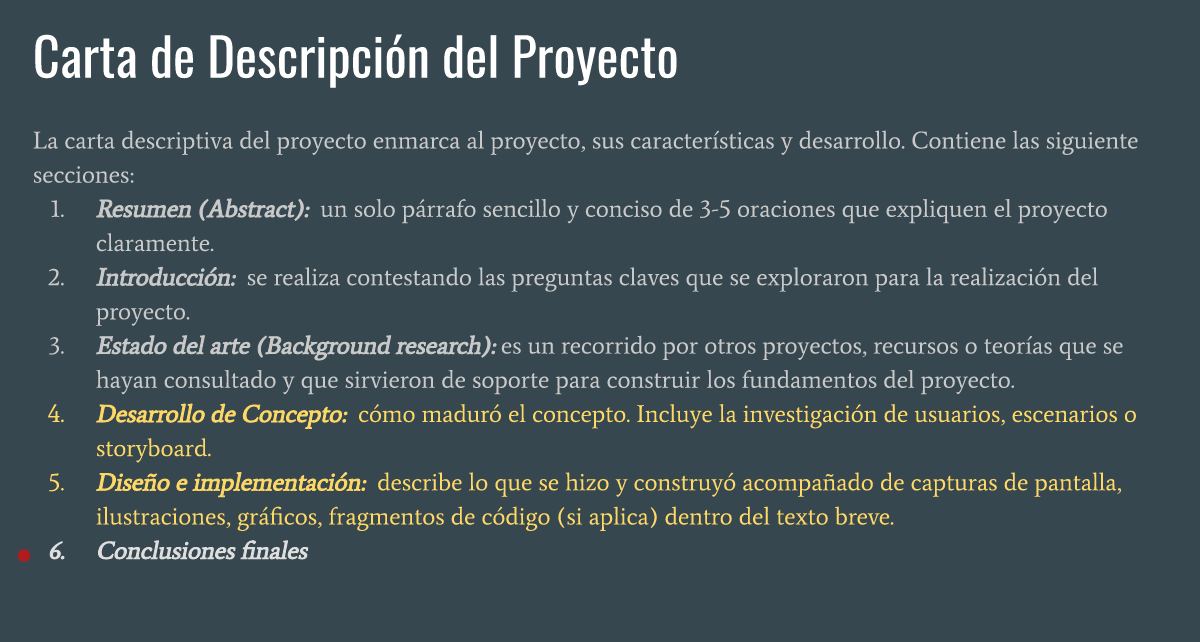 Carta de Descripción del Proyecto
La carta descriptiva del proyecto enmarca al proyecto, sus características y desarrollo. Contiene las siguiente
secciones:
1. Resumen (Abstract): un solo párrafo sencillo y conciso de 3-5 oraciones que expliquen el proyecto
claramente.
2. Introducción: se realiza contestando las preguntas claves que se exploraron para la realización del
proyecto.
3. Estado del arte (Background research): es un recorrido por otros proyectos, recursos o teorías que se
hayan consultado y que sirvieron de soporte para construir los fundamentos del proyecto.
4. Desarrollo de Concepto: cómo maduró el concepto. Incluye la investigación de usuarios, escenarios o
storyboard.
5. Diseño e implementación: describe lo que se hizo y construyó acompañado de capturas de pantalla,
ilustraciones, gráficos, fragmentos de código (si aplica) dentro del texto breve.
6. Conclusiones finales